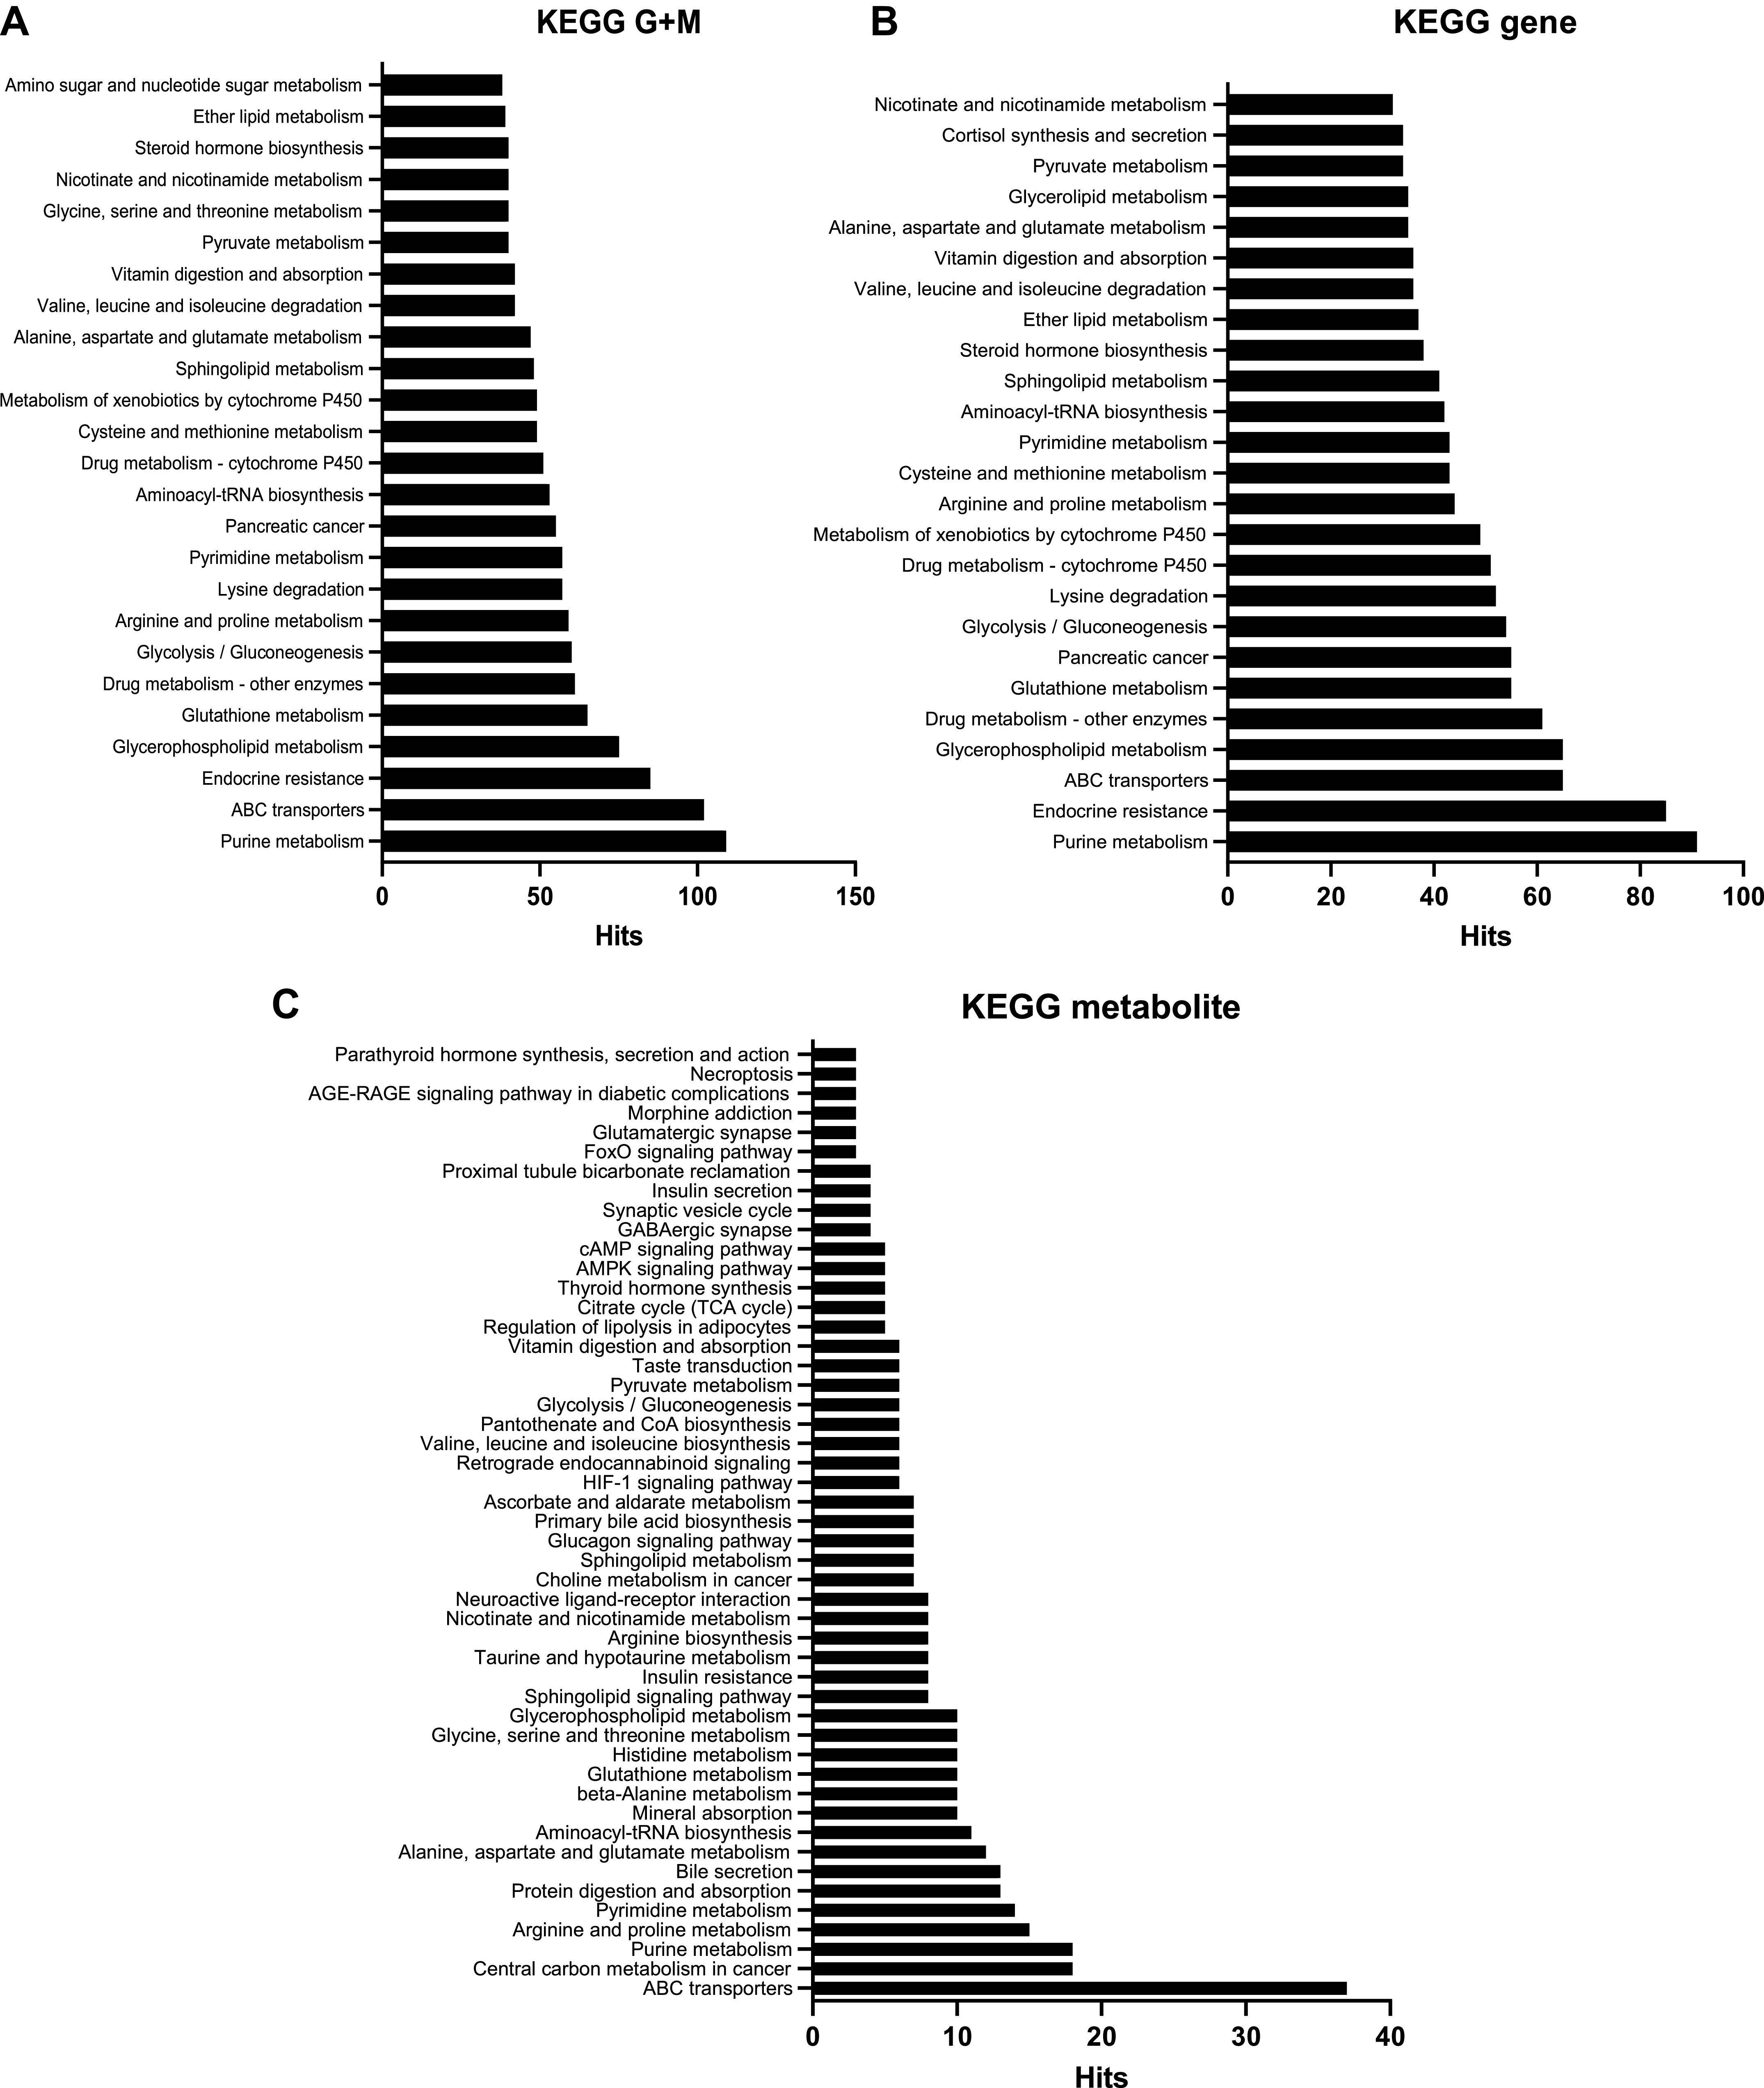 A
KEGG G+M
Amino sugar and nucleotide sugar metabolism
Ether lipid metabolism
Steroid hormone biosynthesis
Nicotinate and nicotinamide metabolism
Glycine, serine and threonine metabolism
Pyruvate metabolism
Vitamin digestion and absorption
Valine, leucine and isoleucine degradation
Alanine, aspartate and glutamate metabolism
Sphingolipid metabolism
Metabolism of xenobiotics by cytochrome P450
Cysteine and methionine metabolism
Drug metabolism - cytochrome P450
Aminoacyl-tRNA biosynthesis
Pancreatic cancer
Pyrimidine metabolism
Lysine degradation
Arginine and proline metabolism
Glycolysis / Gluconeogenesis
Drug metabolism - other enzymes
Glutathione metabolism
Glycerophospholipid metabolism
Endocrine resistance
ABC transporters
Purine metabolism
0 50 100 150
Hits
B
KEGG gene
Nicotinate and nicotinamide metabolism
Cortisol synthesis and secretion
Pyruvate metabolism
Glycerolipid metabolism
Alanine, aspartate and glutamate metabolism
Vitamin digestion and absorption
Valine, leucine and isoleucine degradation
Ether lipid metabolism
Steroid hormone biosynthesis
Sphingolipid metabolism
Aminoacyl-tRNA biosynthesis
Pyrimidine metabolism
Cysteine and methionine metabolism
Arginine and proline metabolism
Metabolism of xenobiotics by cytochrome P450
Drug metabolism - cytochrome P450
Lysine degradation
Glycolysis / Gluconeogenesis
Pancreatic cancer
Glutathione metabolism
Drug metabolism - other enzymes
Glycerophospholipid metabolism
ABC transporters
Endocrine resistance
Purine metabolism
0 20 40 60 80 100
Hits
C
KEGG metabolite
Parathyroid hormone synthesis, secretion and action
Necroptosis
AGE-RAGE signaling pathway in diabetic complications
Morphine addiction
Glutamatergic synapse
FoxO signaling pathway
Proximal tubule bicarbonate reclamation
Insulin secretion
Synaptic vesicle cycle
GABAergic synapse
cAMP signaling pathway
AMPK signaling pathway
Thyroid hormone synthesis
Citrate cycle (TCA cycle)
Regulation of lipolysis in adipocytes
Vitamin digestion and absorption
Taste transduction
Pyruvate metabolism
Glycolysis / Gluconeogenesis
Pantothenate and CoA biosynthesis
Valine, leucine and isoleucine biosynthesis
Retrograde endocannabinoid signaling
HIF-1 signaling pathway
Ascorbate and aldarate metabolism
Primary bile acid biosynthesis
Glucagon signaling pathway
Sphingolipid metabolism
Choline metabolism in cancer
Neuroactive ligand-receptor interaction
Nicotinate and nicotinamide metabolism
Arginine biosynthesis
Taurine and hypotaurine metabolism
Insulin resistance
Sphingolipid signaling pathway
Glycerophospholipid metabolism
Glycine, serine and threonine metabolism
Histidine metabolism
Glutathione metabolism
beta-Alanine metabolism
Mineral absorption
Aminoacyl-tRNA biosynthesis
Alanine, aspartate and glutamate metabolism
Bile secretion
Protein digestion and absorption
Pyrimidine metabolism
Arginine and proline metabolism
Purine metabolism
Central carbon metabolism in cancer
ABC transporters
0 10 20 30 40
Hits